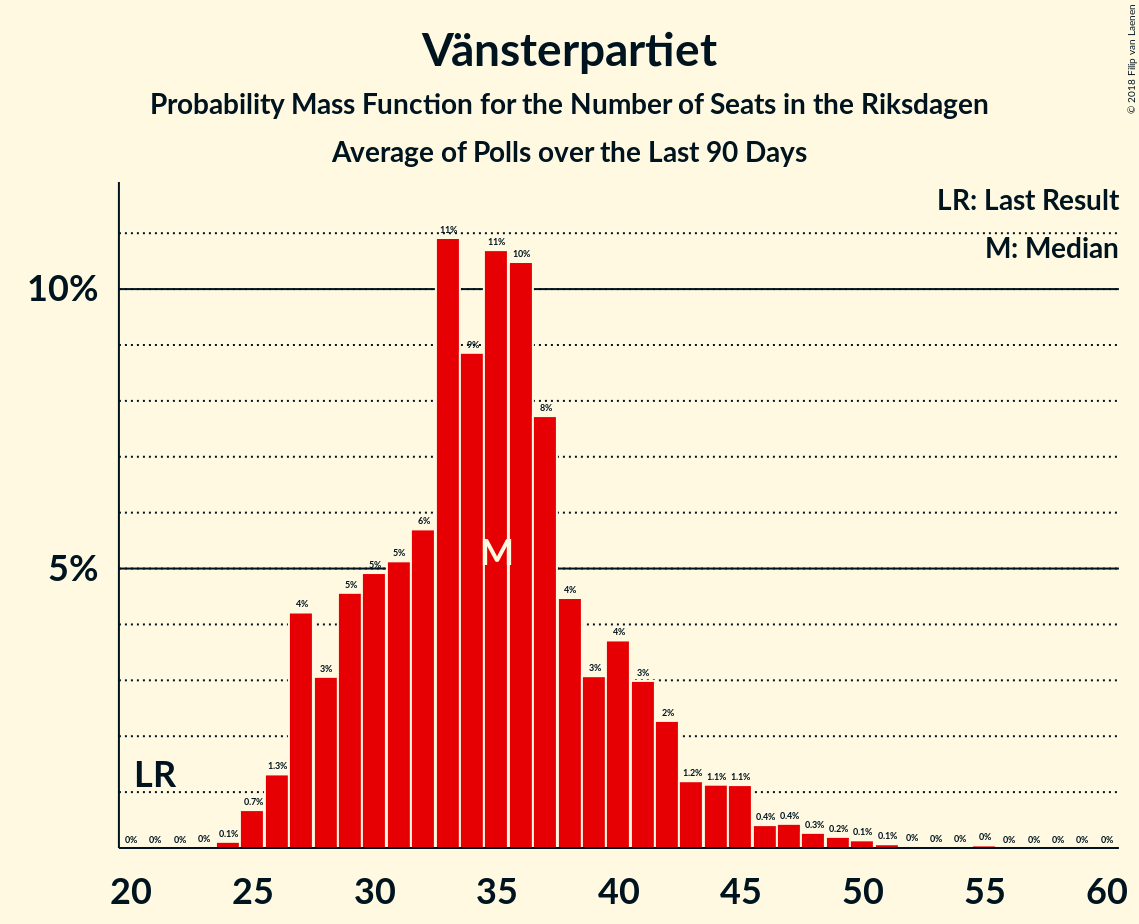 Vänsterpartiet
Probability Mass Function for the Number of Seats in the Riksdagen
Average of Polls over the Last 90 Days
© 2018 Filip van Laenen
LR: Last Result
M: Median
10%
5%
LR
M
0% 0% 0% 0% 0.1% 0.7% 1.3% 4% 3% 5% 5% 5% 6% 11% 9% 11% 10% 8% 4% 3% 4% 3% 2% 1.2% 1.1% 1.1% 0.4% 0.4% 0.3% 0.2% 0.1% 0.1% 0% 0% 0% 0% 0% 0% 0% 0% 0%
20 25 30 35 40 45 50 55 60